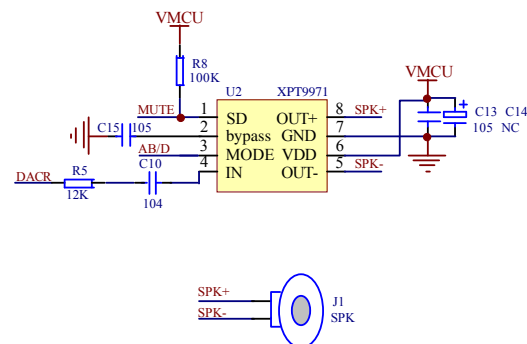 VMCU
R8
100K
VMCU
U2 XPT9971
MUTE 1 SD OUT+ 8 SPK+
C15 105 2 bypass GND 7
C13 C14
105 NC
AB/D 3 MODE VDD 6
C10 4 IN OUT- 5 SPK-
DACR R5
12K
104
SPK+
SPK-
J1
SPK